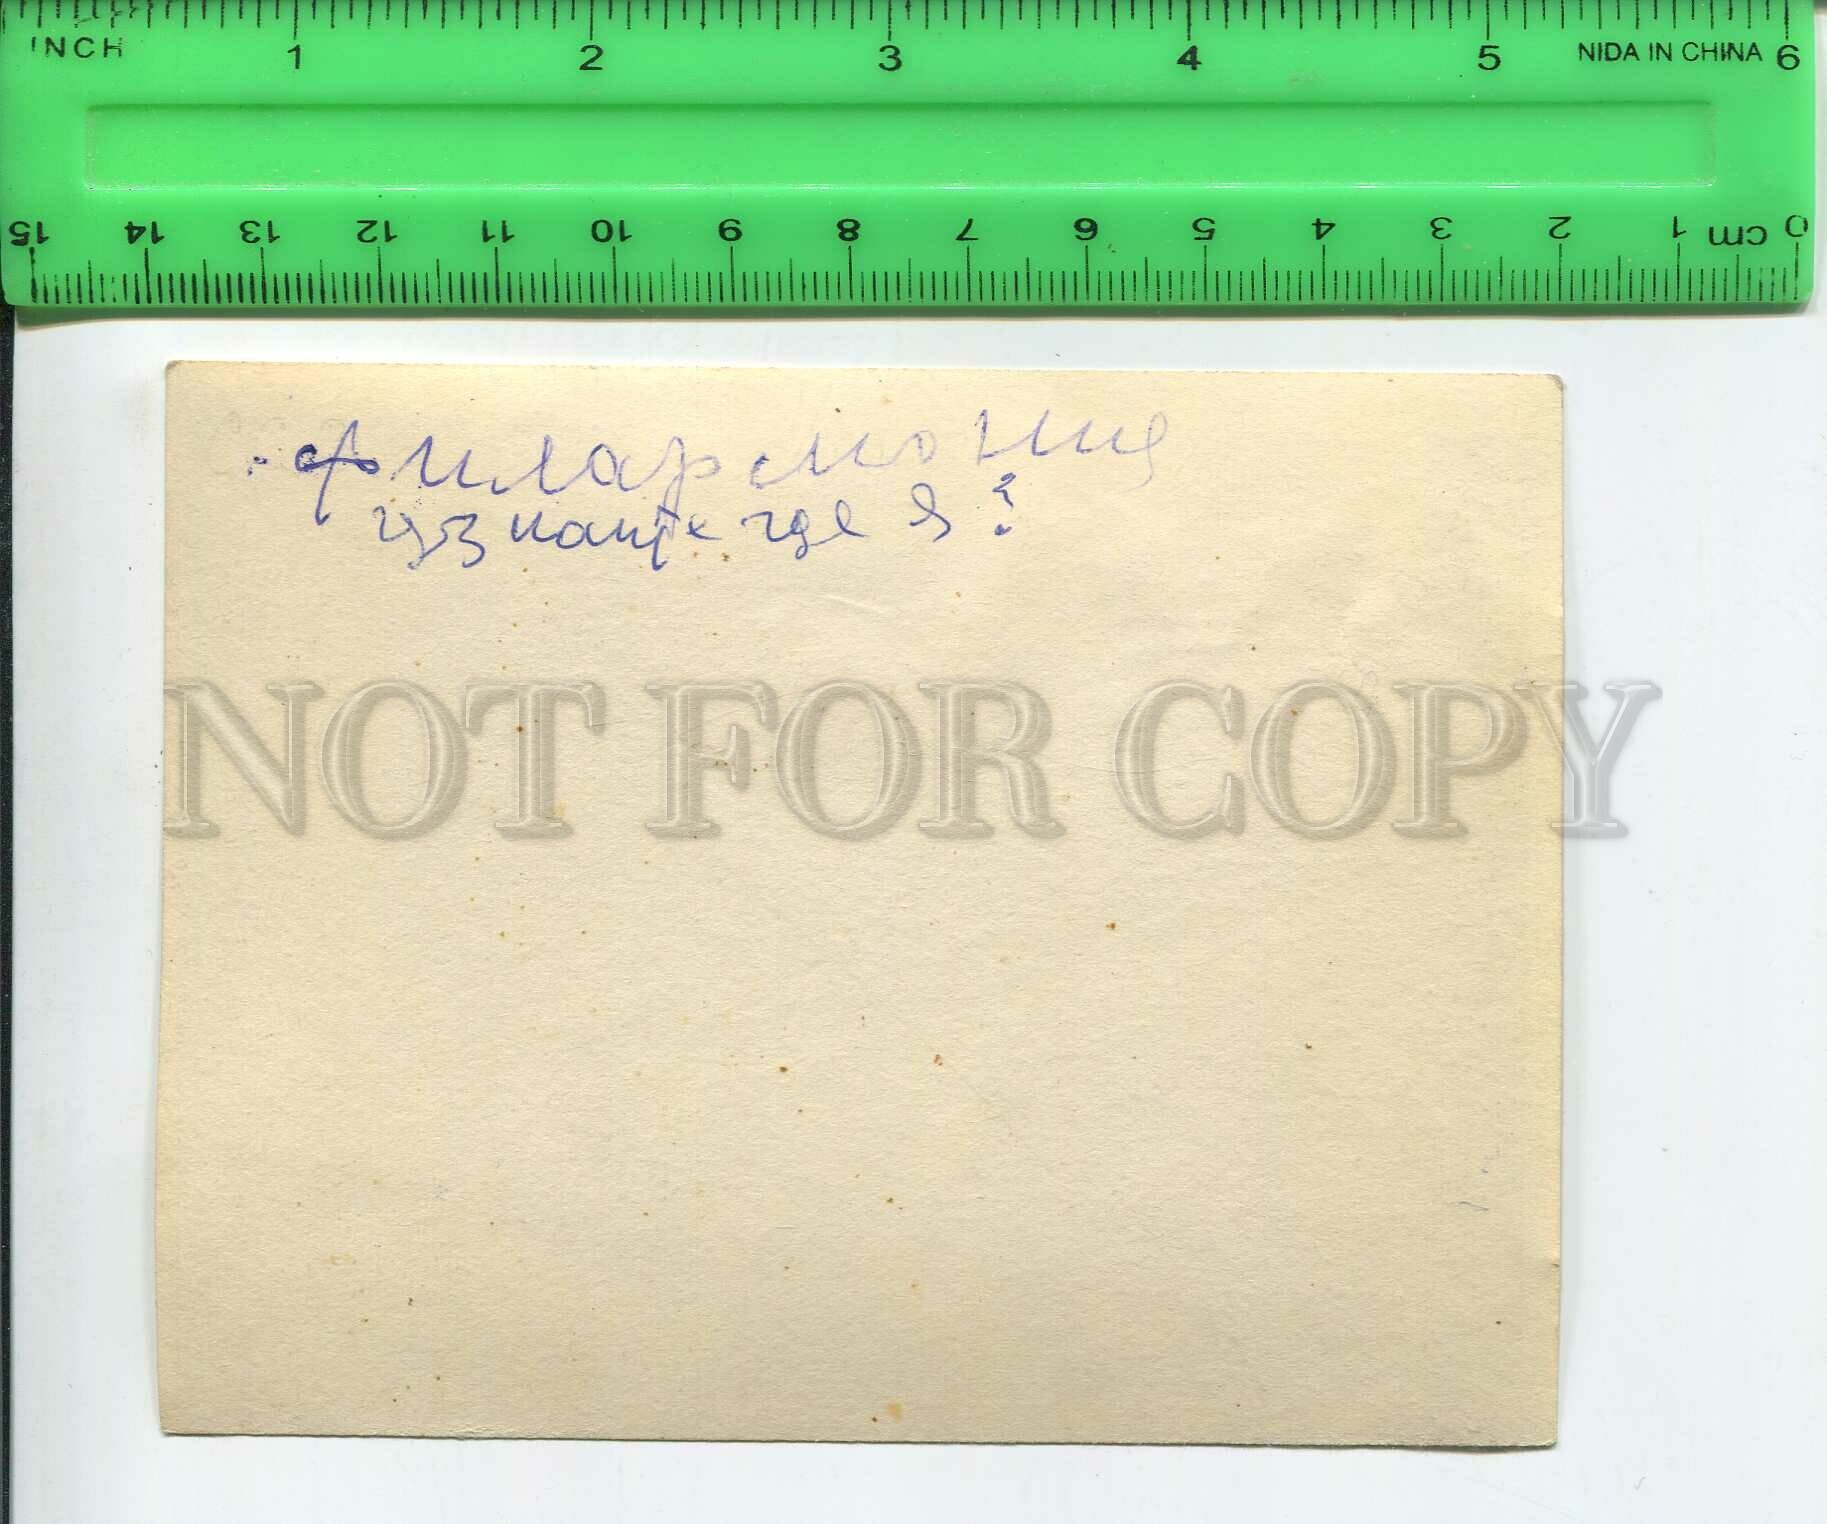 INCH 1 2 3 4 5 NIDA IN CHINA 6
15 14 13 12 11 10 9 8 7 6 5 4 3 2 1 cm 0
филармония
узнайте где я?
NOT FOR COPY